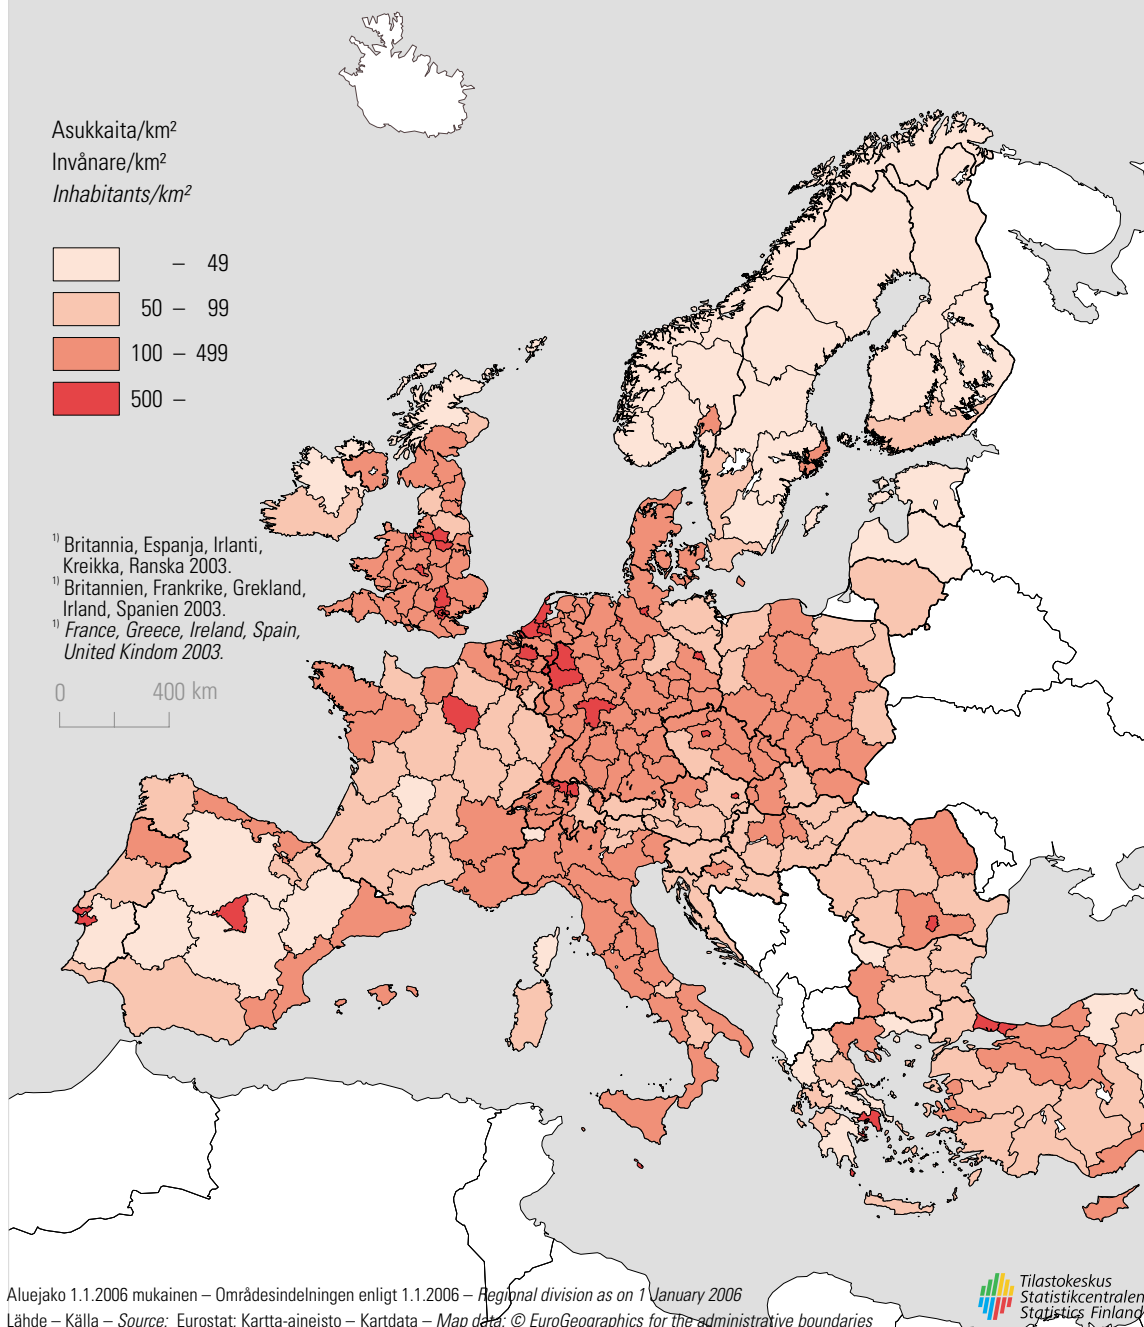 Asukkaita/km²
Invånare/km²
Inhabitants/km²
– 49
50 – 99
100 – 499
500 –
1) Britannia, Espanja, Irlanti,
Kreikka, Ranska 2003.
1) Britannien, Frankrike, Grekland,
Irland, Spanien 2003.
1) France, Greece, Ireland, Spain,
United Kindom 2003.
0 400 km
Aluejako 1.1.2006 mukainen – Områdesindelningen enligt 1.1.2006 – Regional division as on 1 January 2006
Lähde – Källa – Source: Eurostat; Kartta-aineisto – Kartdata – Map data: © EuroGeographics for the administrative boundaries
Tilastokeskus
Statistikcentralen
Statistics Finland